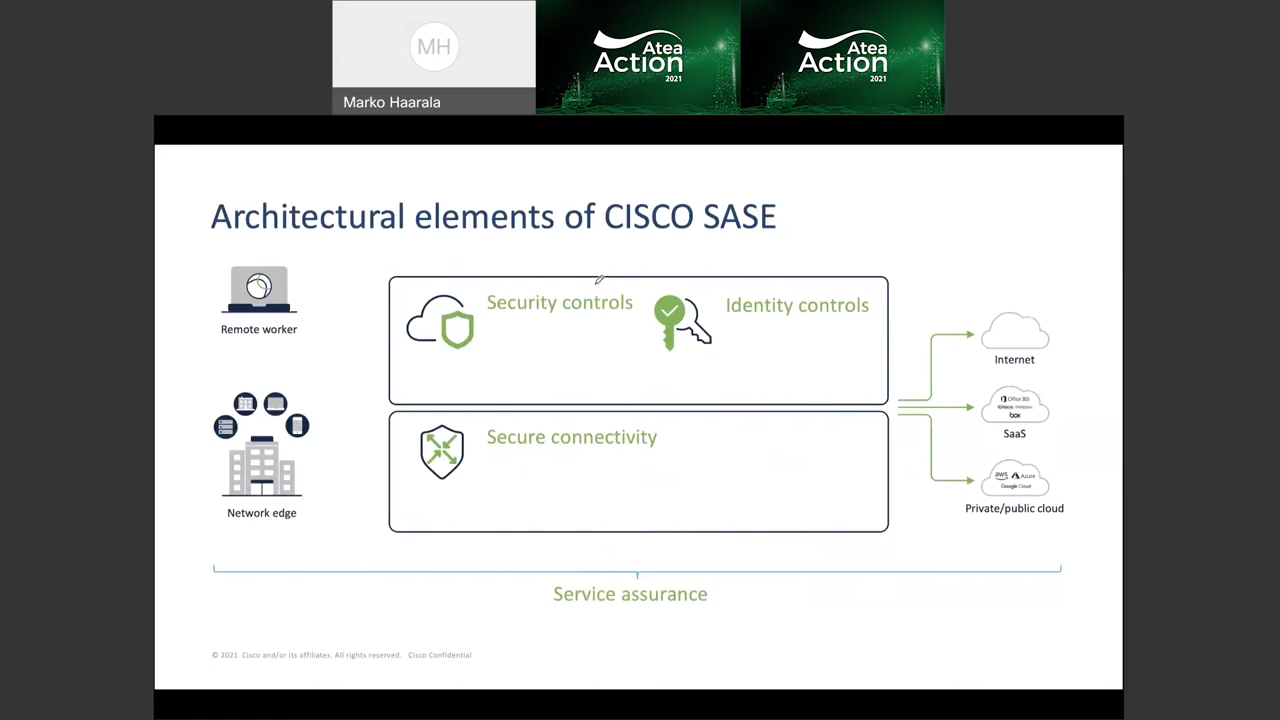 MH
Marko Haarala
Atea
Action
2021
Atea
Action
2021
Architectural elements of CISCO SASE
Remote worker
Network edge
Security controls
Identity controls
Secure connectivity
Internet
Office 365
box
SaaS
aws Azure
Google Cloud
Private/public cloud
Service assurance
© 2021 Cisco and/or its affiliates. All rights reserved. Cisco Confidential